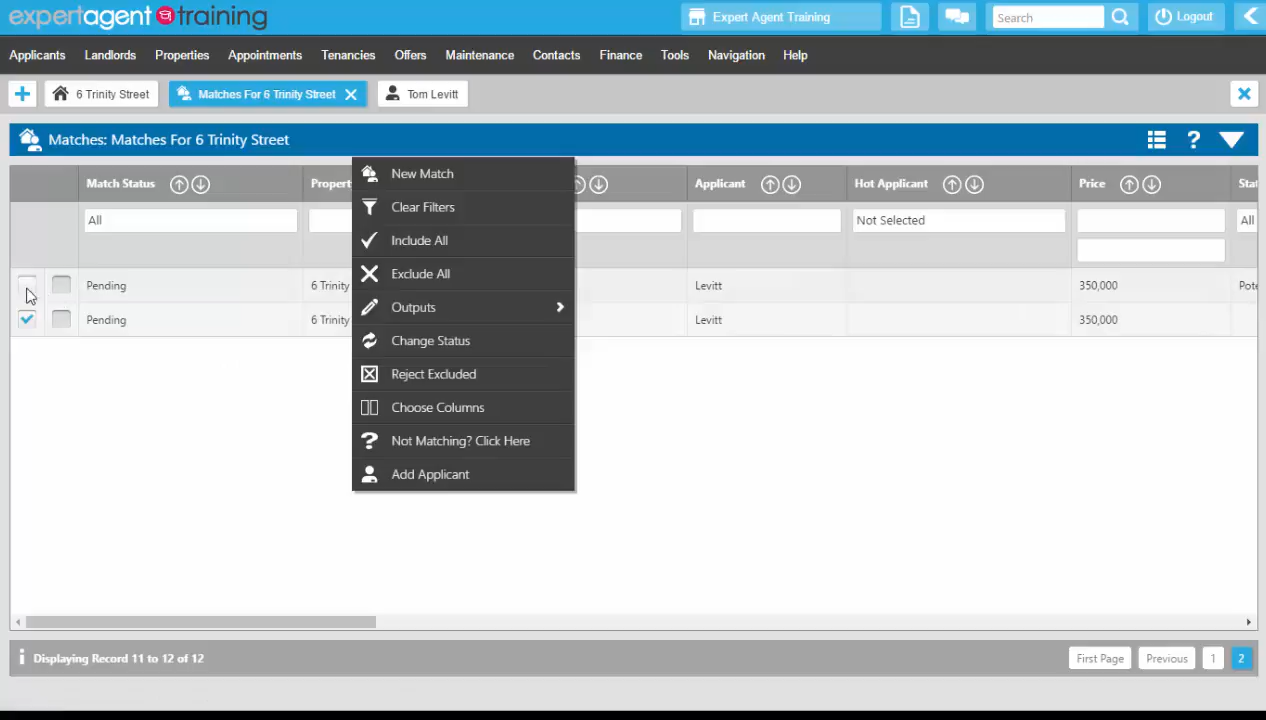 expertagent training
Expert Agent Training
Search
Logout
Applicants Landlords Properties Appointments Tenancies Offers Maintenance Contacts Finance Tools Navigation Help
6 Trinity Street
Matches For 6 Trinity Street
Tom Levitt
Matches: Matches For 6 Trinity Street
Match Status Propert Applicant Hot Applicant Price Stat
All Not Selected All
Pending 6 Trinity Levitt 350,000 Pote
Pending 6 Trinity Levitt 350,000
New Match
Clear Filters
Include All
Exclude All
Outputs
Change Status
Reject Excluded
Choose Columns
Not Matching? Click Here
Add Applicant
Displaying Record 11 to 12 of 12
First Page Previous 1 2